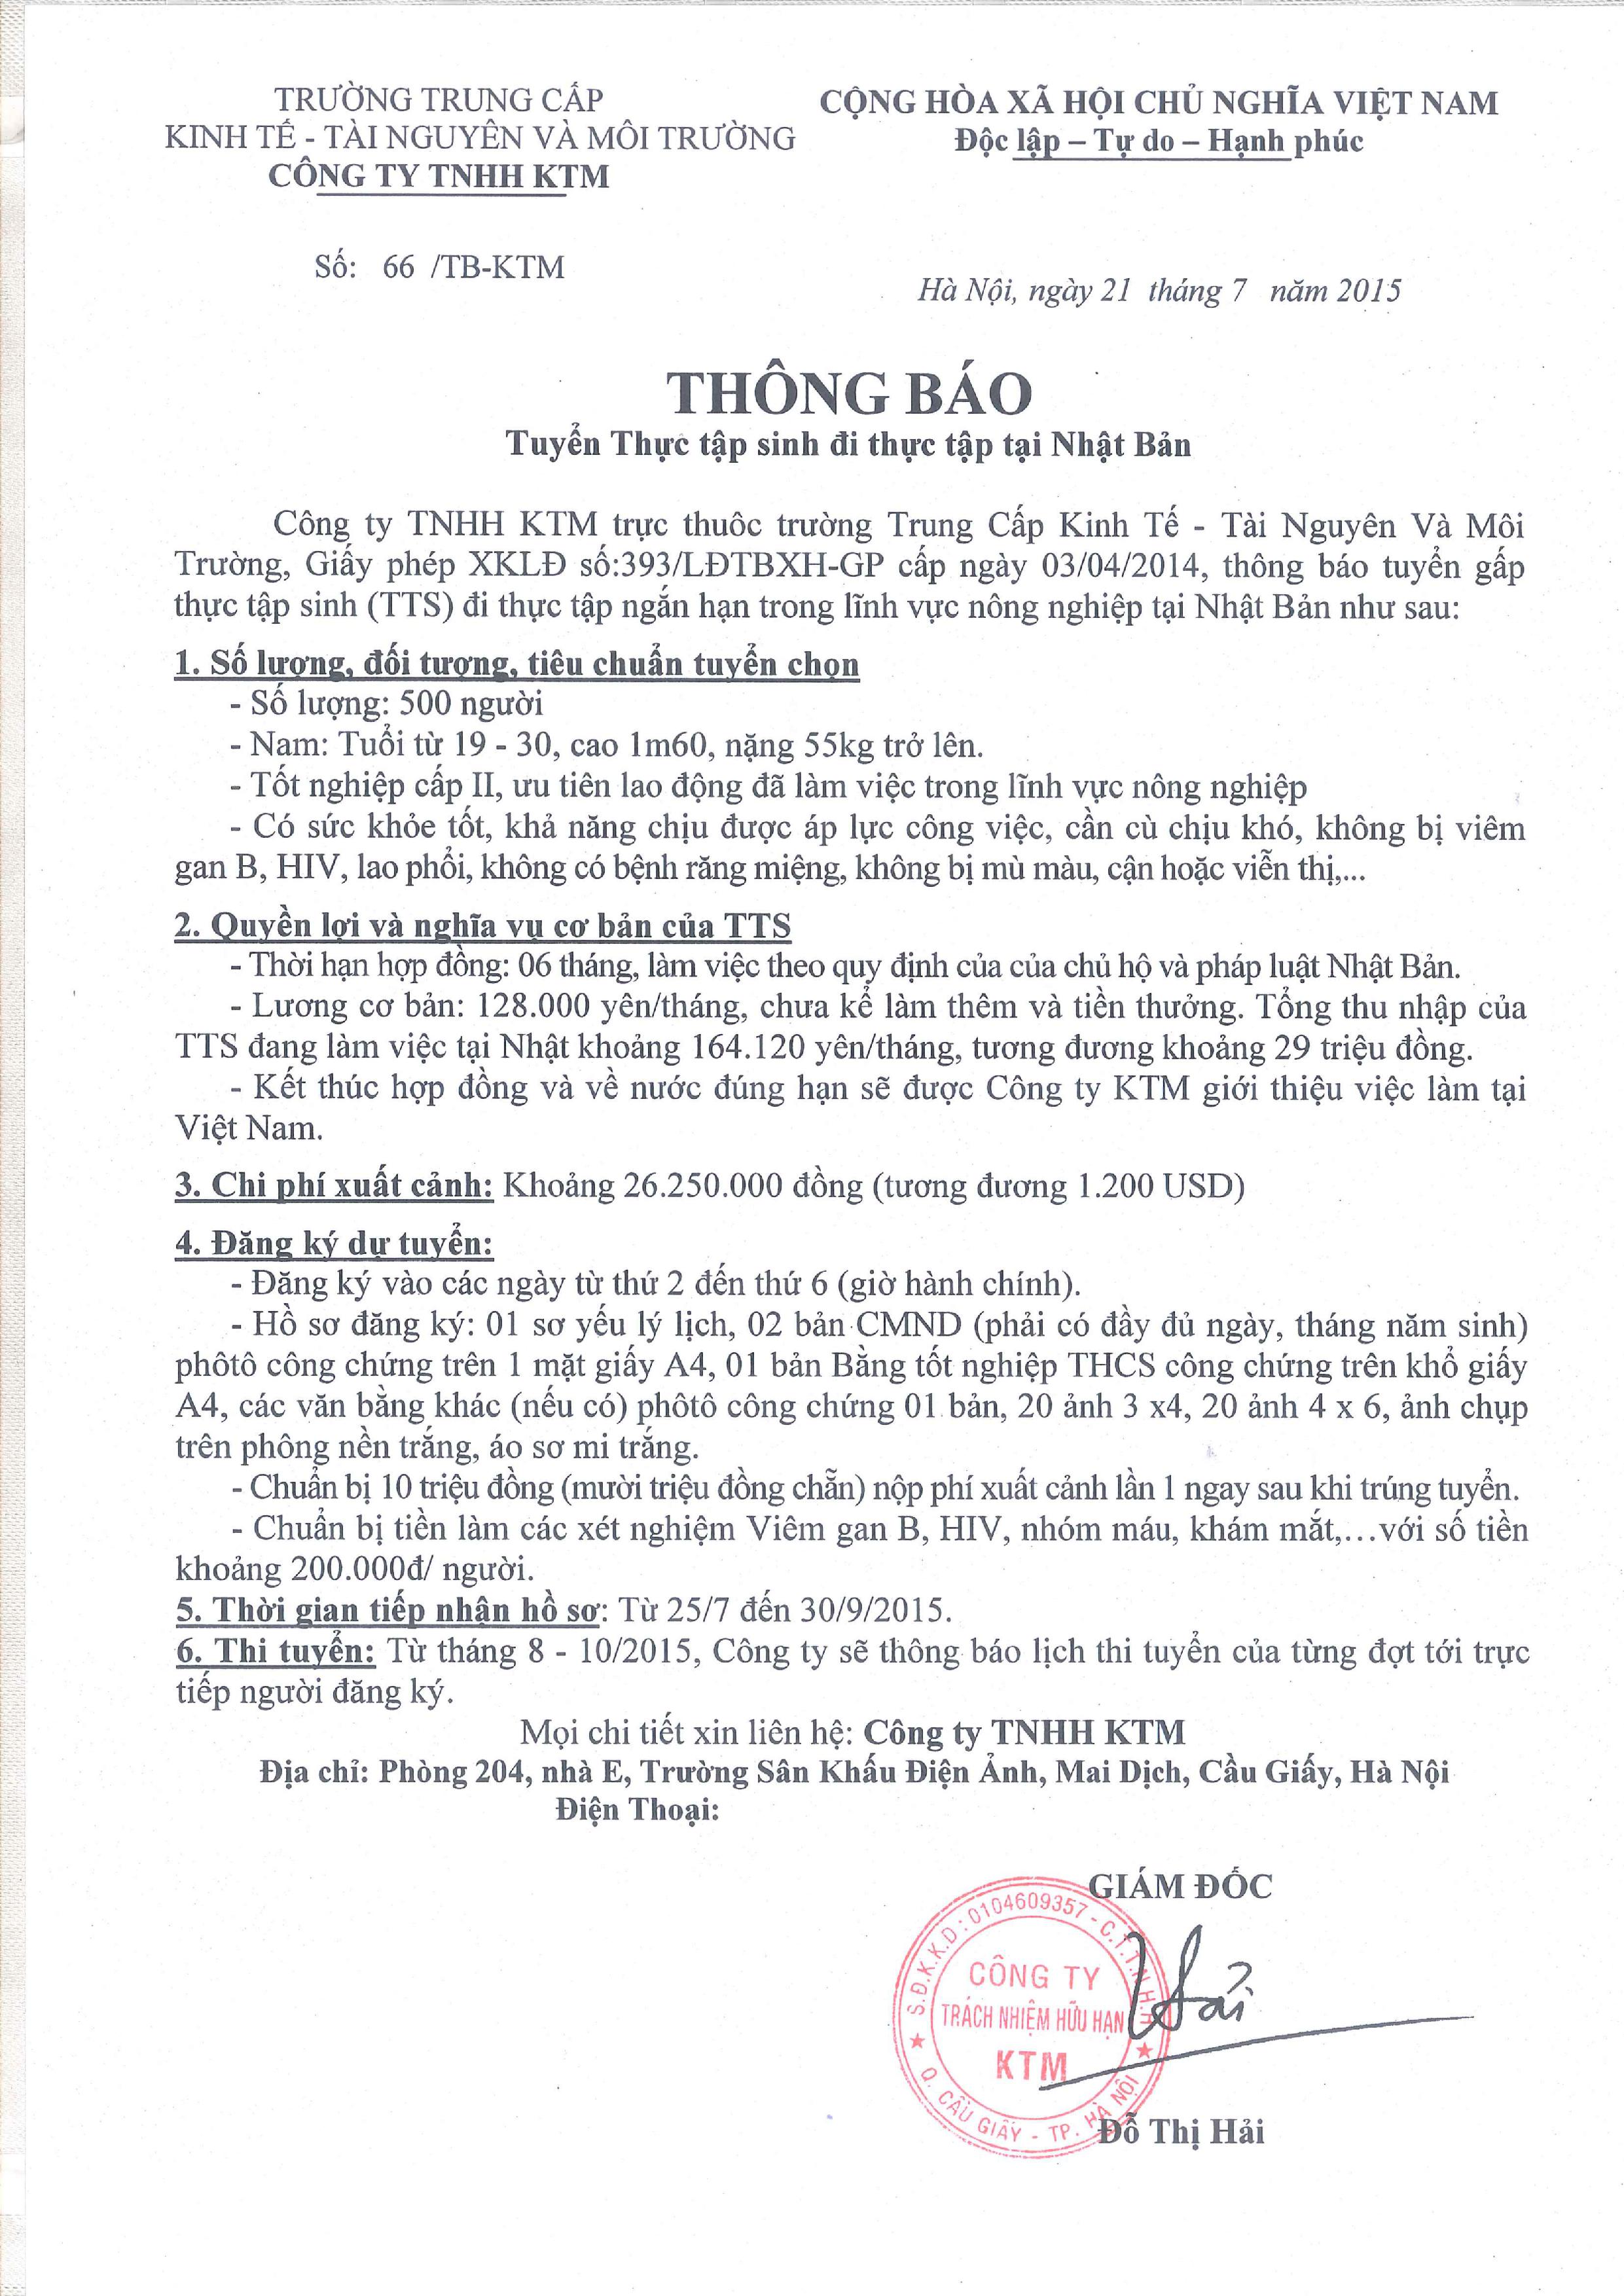 TRƯỜNG TRUNG CẤP
KINH TẾ - TÀI NGUYÊN VÀ MÔI TRƯỜNG
CÔNG TY TNHH KTM
CỘNG HÒA XÃ HỘI CHỦ NGHĨA VIỆT NAM
Độc lập – Tự do – Hạnh phúc
Số: 66 /TB-KTM
Hà Nội, ngày 21 tháng 7 năm 2015
THÔNG BÁO
Tuyển Thực tập sinh đi thực tập tại Nhật Bản
Công ty TNHH KTM trực thuôc trường Trung Cấp Kinh Tế - Tài Nguyên Và Môi
Trường, Giấy phép XKLĐ số:393/LĐTBXH-GP cấp ngày 03/04/2014, thông báo tuyển gấp
thực tập sinh (TTS) đi thực tập ngắn hạn trong lĩnh vực nông nghiệp tại Nhật Bản như sau:
1. Số lượng, đối tượng, tiêu chuẩn tuyển chọn
- Số lượng: 500 người
- Nam: Tuổi từ 19 - 30, cao 1m60, nặng 55kg trở lên.
- Tốt nghiệp cấp II, ưu tiên lao động đã làm việc trong lĩnh vực nông nghiệp
- Có sức khỏe tốt, khả năng chịu được áp lực công việc, cần cù chịu khó, không bị viêm
gan B, HIV, lao phổi, không có bệnh răng miệng, không bị mù màu, cận hoặc viễn thị,...
2. Quyền lợi và nghĩa vụ cơ bản của TTS
- Thời hạn hợp đồng: 06 tháng, làm việc theo quy định của của chủ hộ và pháp luật Nhật Bản.
- Lương cơ bản: 128.000 yên/tháng, chưa kể làm thêm và tiền thưởng. Tổng thu nhập của
TTS đang làm việc tại Nhật khoảng 164.120 yên/tháng, tương đương khoảng 29 triệu đồng.
- Kết thúc hợp đồng và về nước đúng hạn sẽ được Công ty KTM giới thiệu việc làm tại
Việt Nam.
3. Chi phí xuất cảnh: Khoảng 26.250.000 đồng (tương đương 1.200 USD)
4. Đăng ký dự tuyển:
- Đăng ký vào các ngày từ thứ 2 đến thứ 6 (giờ hành chính).
- Hồ sơ đăng ký: 01 sơ yếu lý lịch, 02 bản CMND (phải có đầy đủ ngày, tháng năm sinh)
phôtô công chứng trên 1 mặt giấy A4, 01 bản Bằng tốt nghiệp THCS công chứng trên khổ giấy
A4, các văn bằng khác (nếu có) phôtô công chứng 01 bản, 20 ảnh 3 x4, 20 ảnh 4 x 6, ảnh chụp
trên phông nền trắng, áo sơ mi trắng.
- Chuẩn bị 10 triệu đồng (mười triệu đồng chẵn) nộp phí xuất cảnh lần 1 ngay sau khi trúng tuyển.
- Chuẩn bị tiền làm các xét nghiệm Viêm gan B, HIV, nhóm máu, khám mắt,…với số tiền
khoảng 200.000đ/ người.
5. Thời gian tiếp nhận hồ sơ: Từ 25/7 đến 30/9/2015.
6. Thi tuyển: Từ tháng 8 - 10/2015, Công ty sẽ thông báo lịch thi tuyển của từng đợt tới trực
tiếp người đăng ký.
Mọi chi tiết xin liên hệ: Công ty TNHH KTM
Địa chỉ: Phòng 204, nhà E, Trường Sân Khấu Điện Ảnh, Mai Dịch, Cầu Giấy, Hà Nội
Điện Thoại:
GIÁM ĐỐC
S.Đ.K.K.D: 0104609357 - C.T.T.N.H.H
CÔNG TY
TRÁCH NHIỆM HỮU HẠN
KTM
Q. CẦU GIẤY - TP. HÀ NỘI
Hải
Đỗ Thị Hải